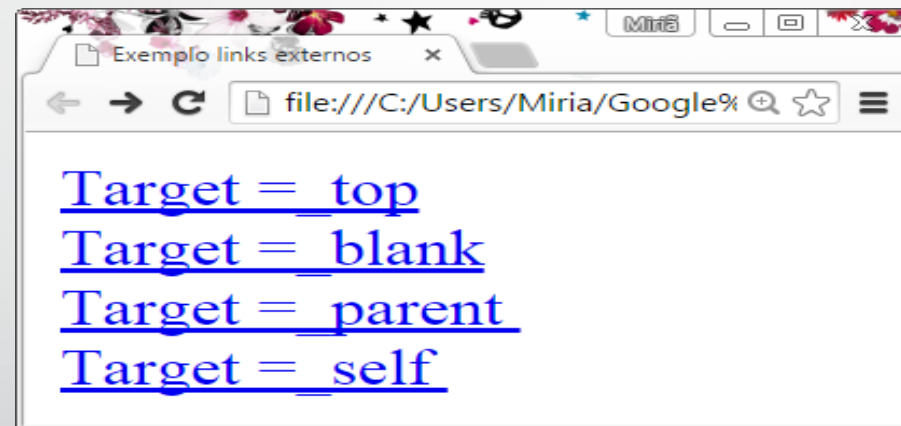 Miriã
Exemplo links externos
file:///C:/Users/Miria/Google%
Target =_top
Target =_blank
Target =_parent
Target =_self